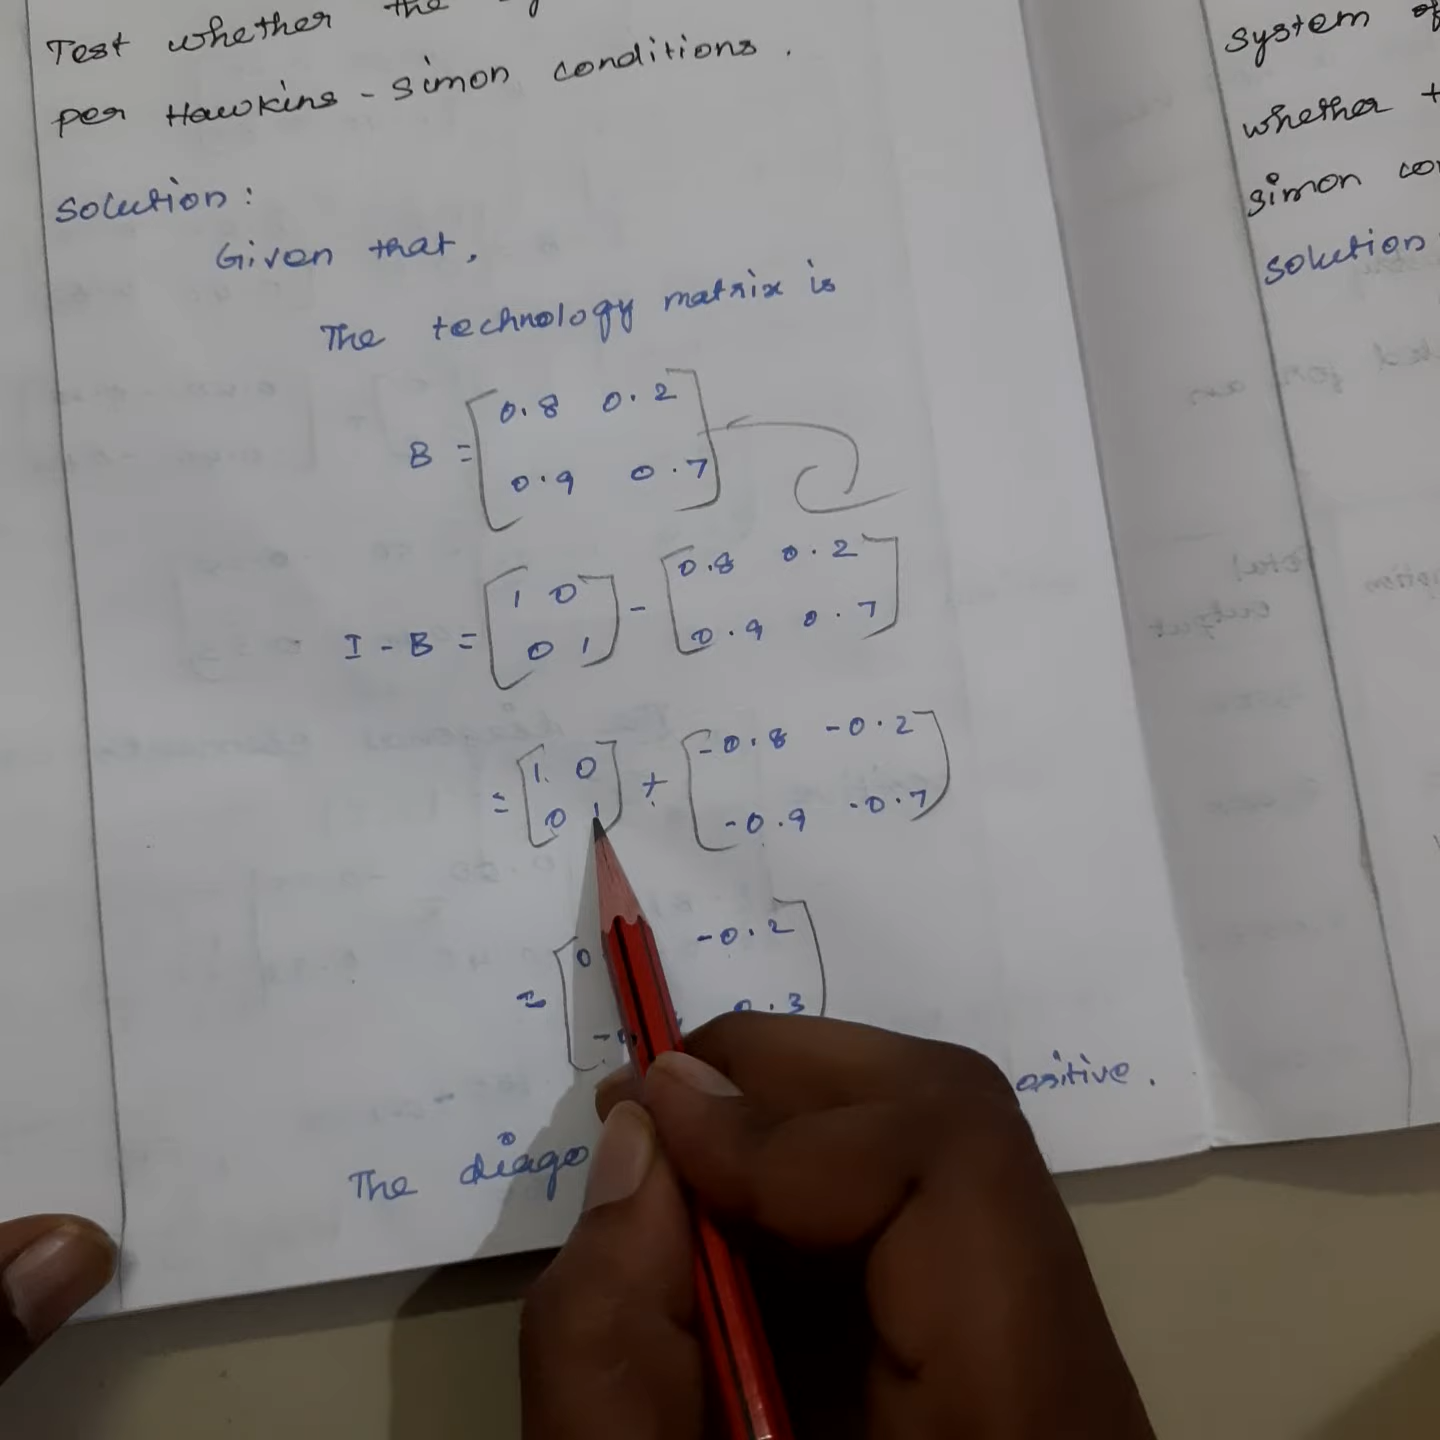 Test whether the
per Hawkins - Simon conditions.
Solution:
Given that,
The technology matrix is
B = [0.8 0.2
0.9 0.7]
I - B = [1 0
0 1] - [0.8 0.2
0.9 0.7]
= [1. 0
0 1] + [-0.8 -0.2
-0.9 -0.7]
= [0 -0.2
-0 0.3]
The diago ositive.
system of
whether
simon
solution